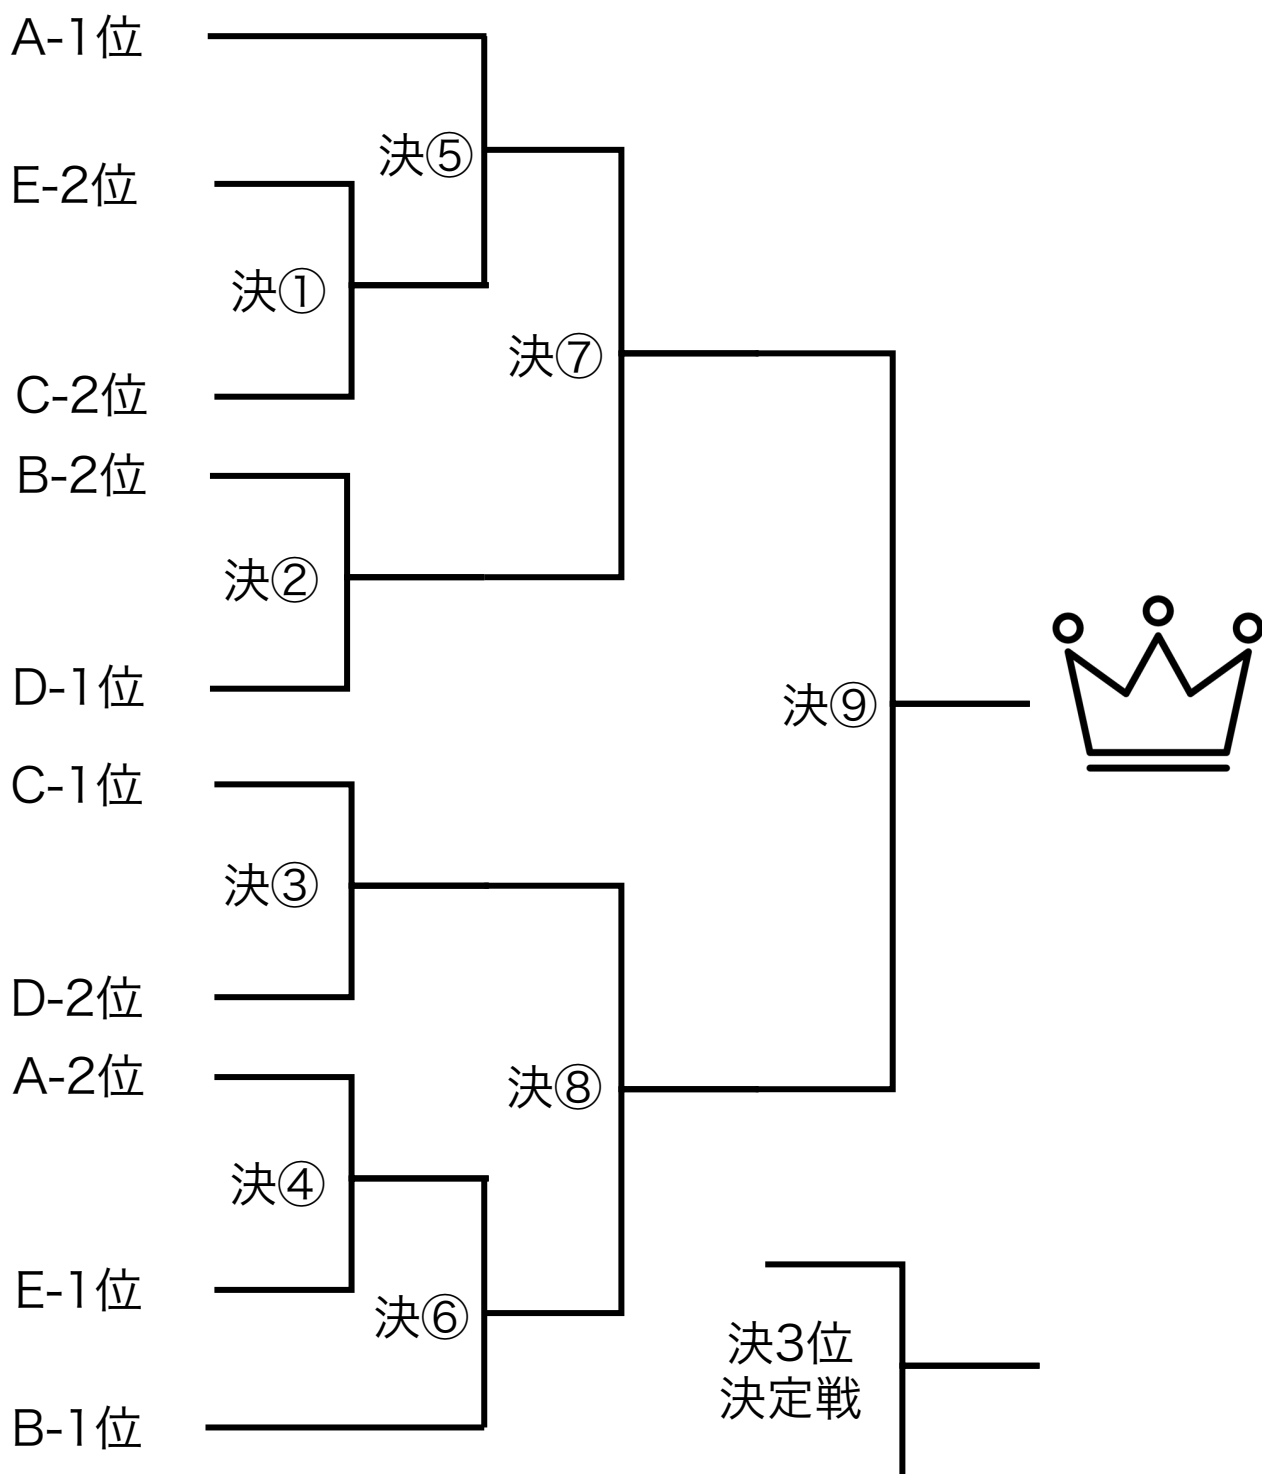 A-1位
決⑤
E-2位
決①
決⑦
C-2位
B-2位
決②
D-1位
決⑨
C-1位
決③
D-2位
A-2位
決⑧
決④
E-1位
決⑥
決3位
決定戦
B-1位